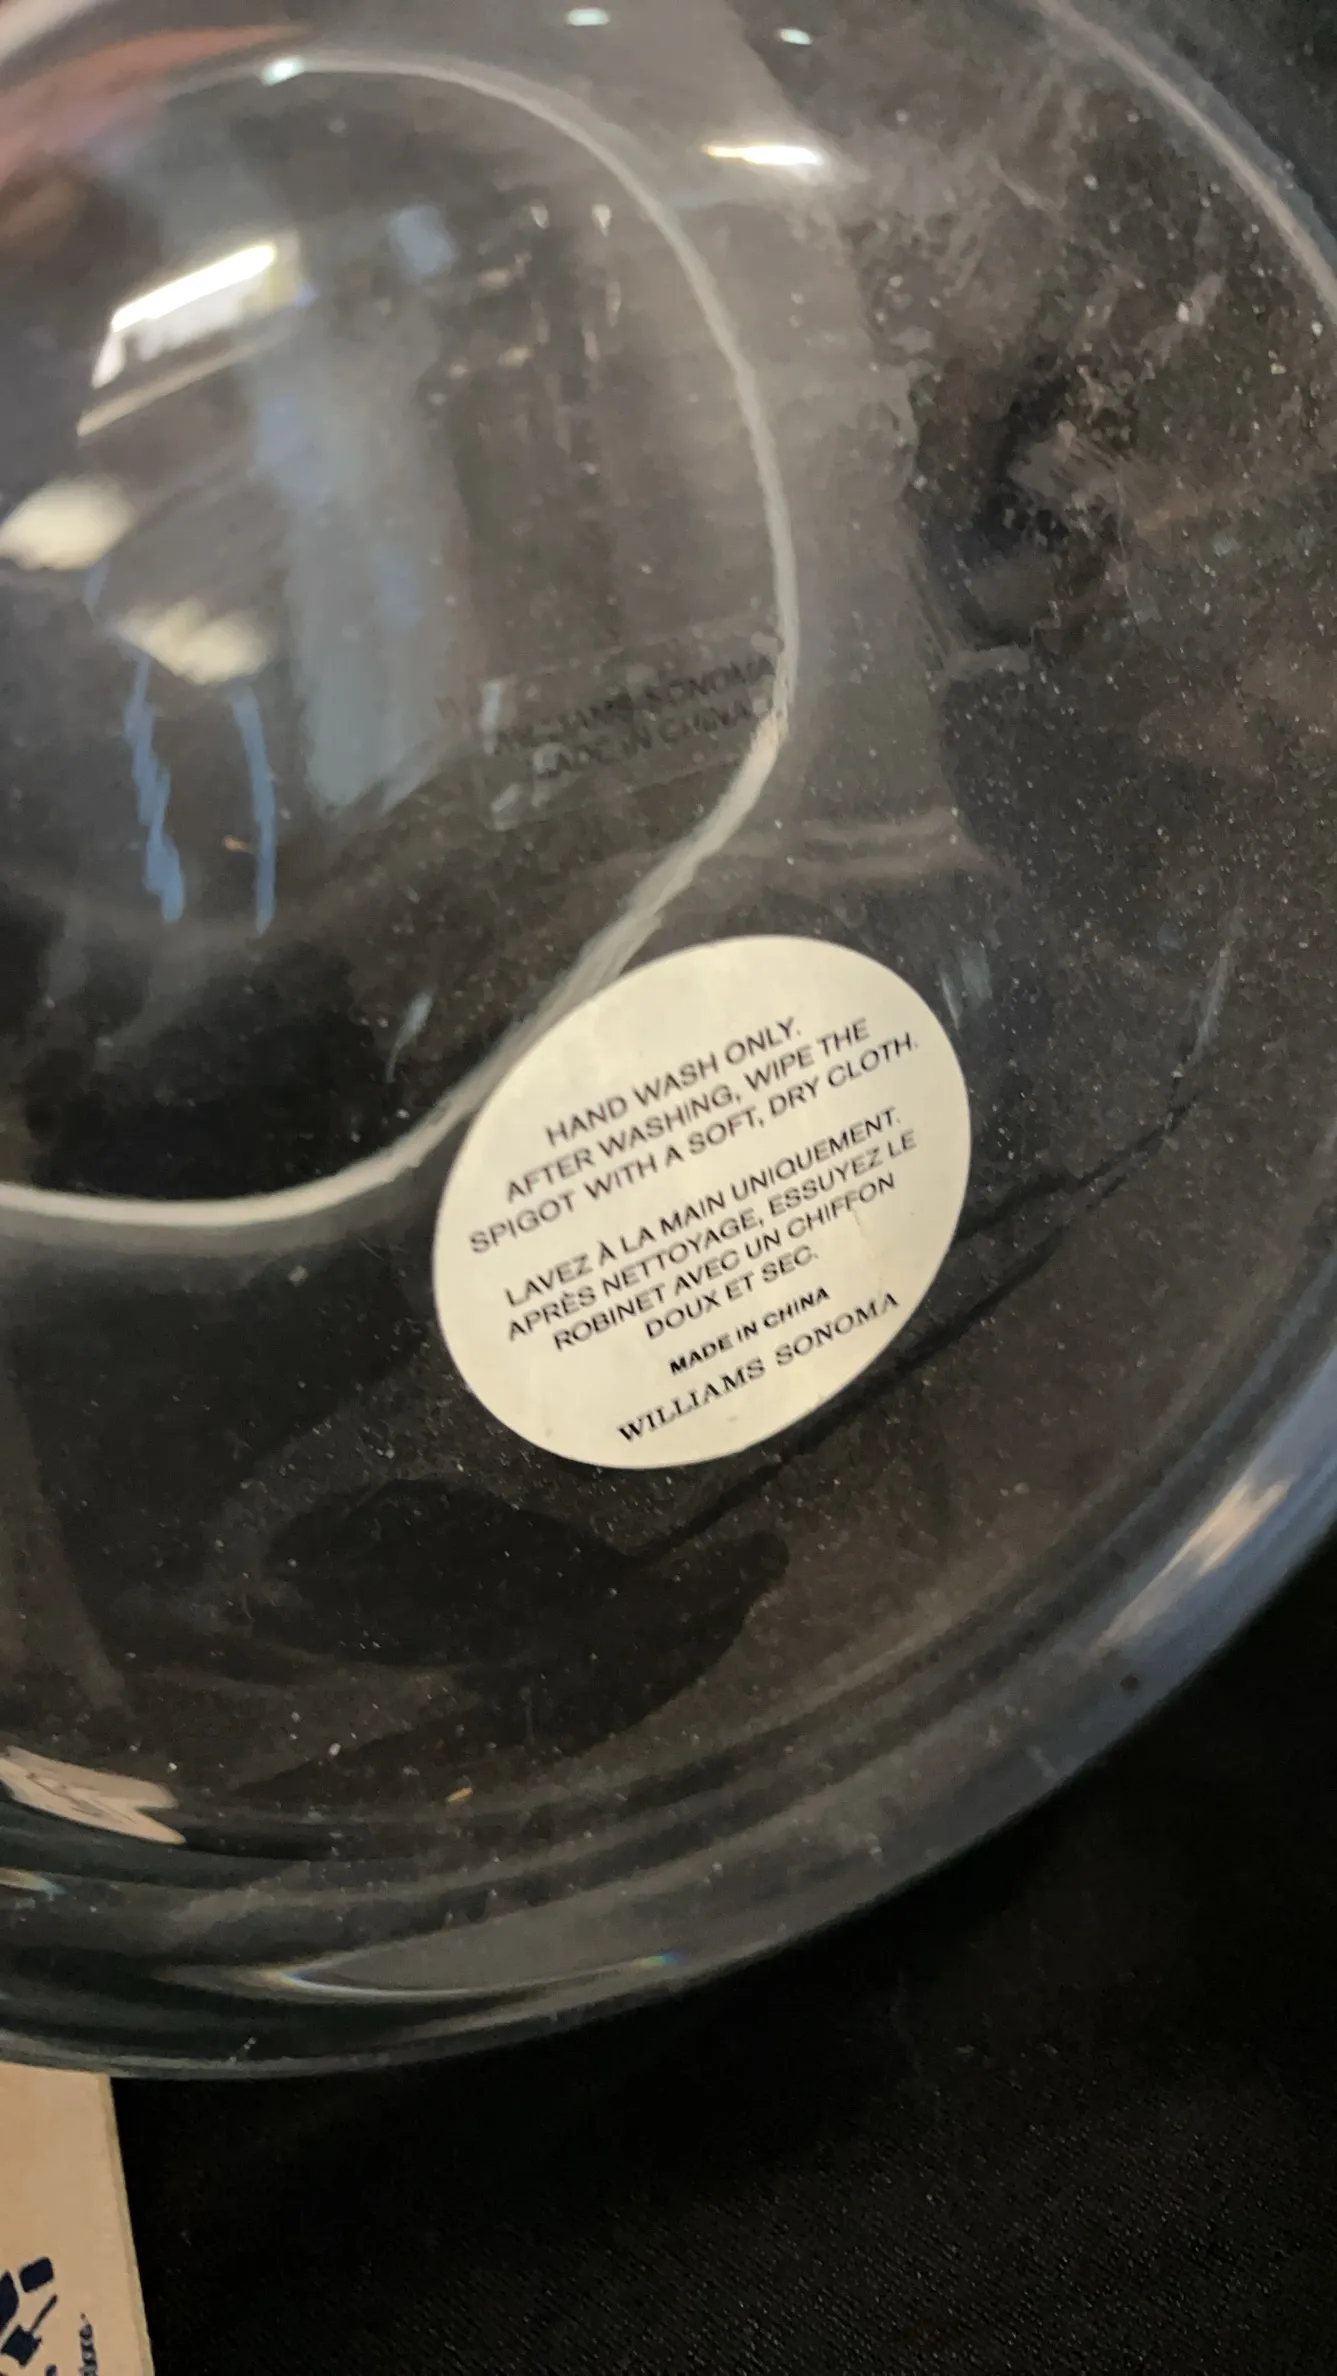 WILLIAMS SONOMA
MADE IN CHINA
HAND WASH ONLY.
AFTER WASHING, WIPE THE
SPIGOT WITH A SOFT, DRY CLOTH.
LAVEZ À LA MAIN UNIQUEMENT.
APRÈS NETTOYAGE, ESSUYEZ LE
ROBINET AVEC UN CHIFFON
DOUX ET SEC.
MADE IN CHINA
WILLIAMS SONOMA